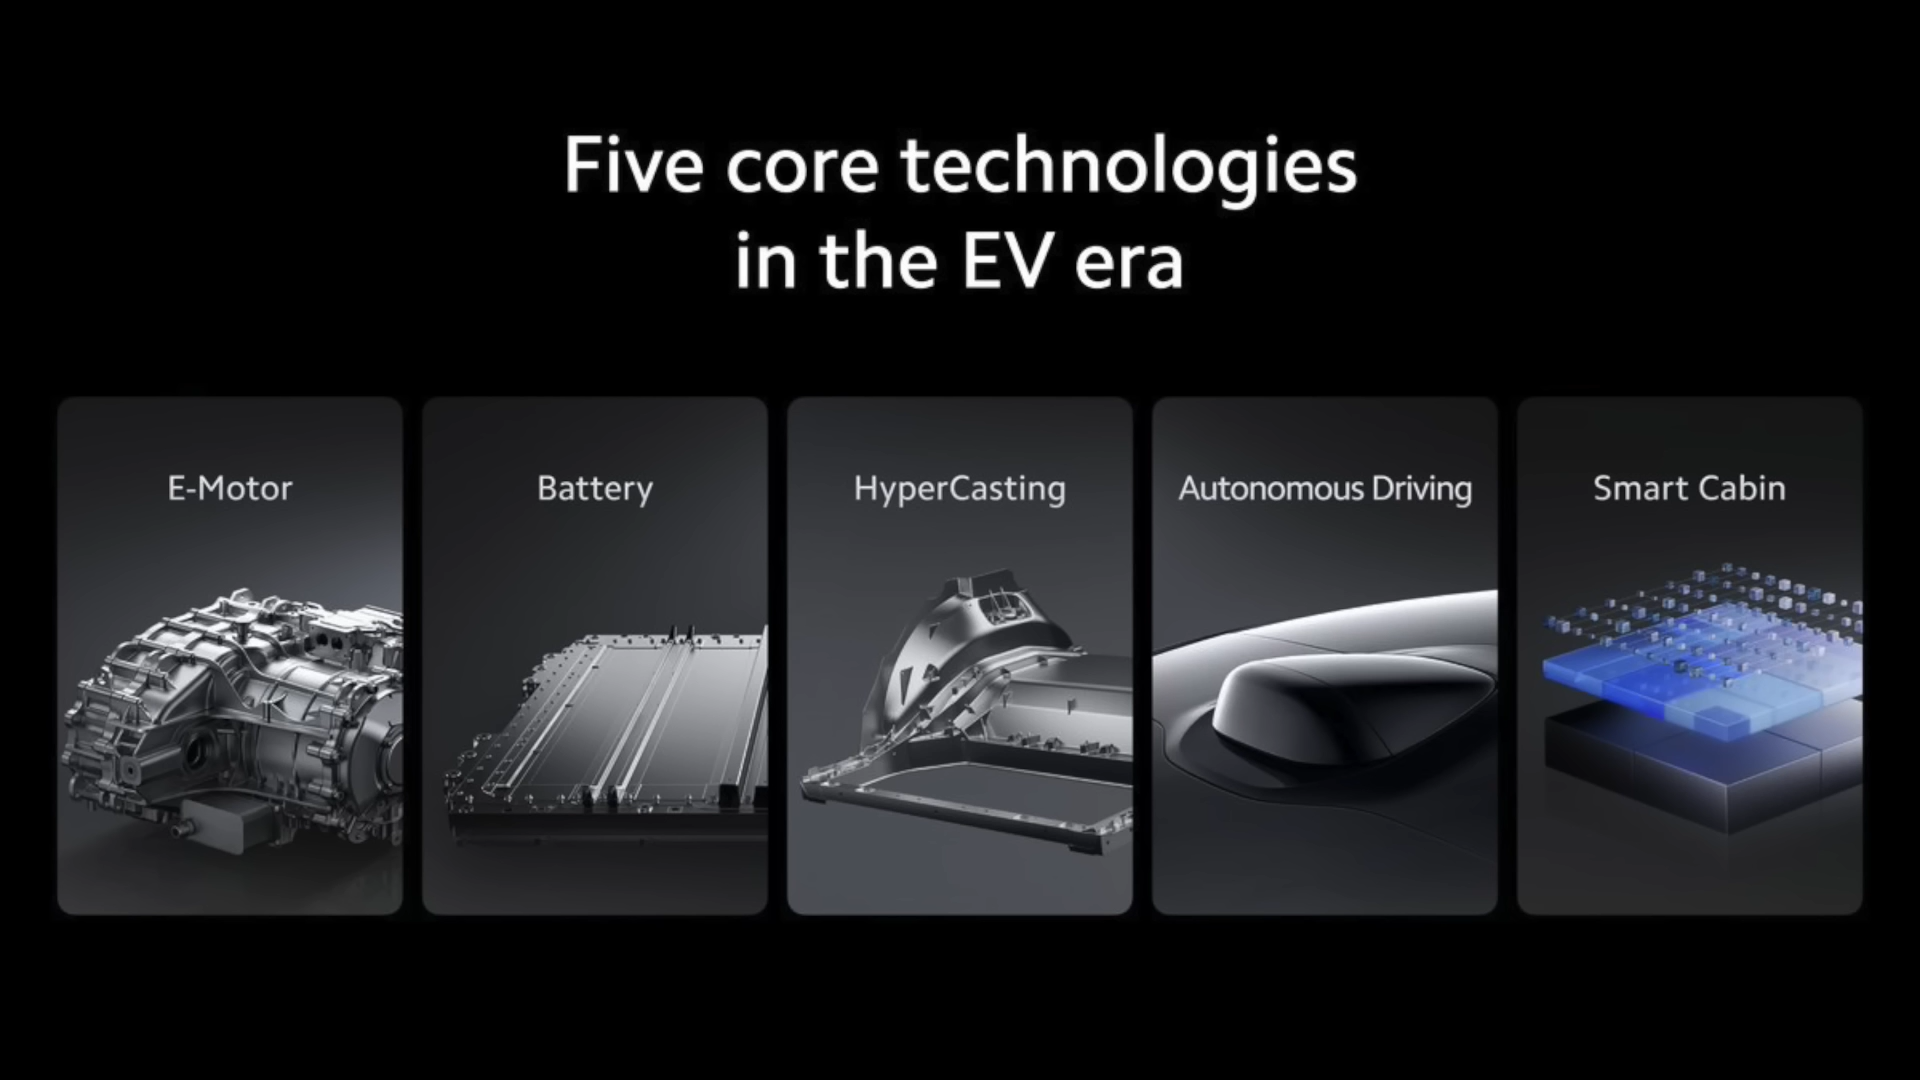 Five core technologies
in the EV era
E-Motor
Battery
HyperCasting
Autonomous Driving
Smart Cabin